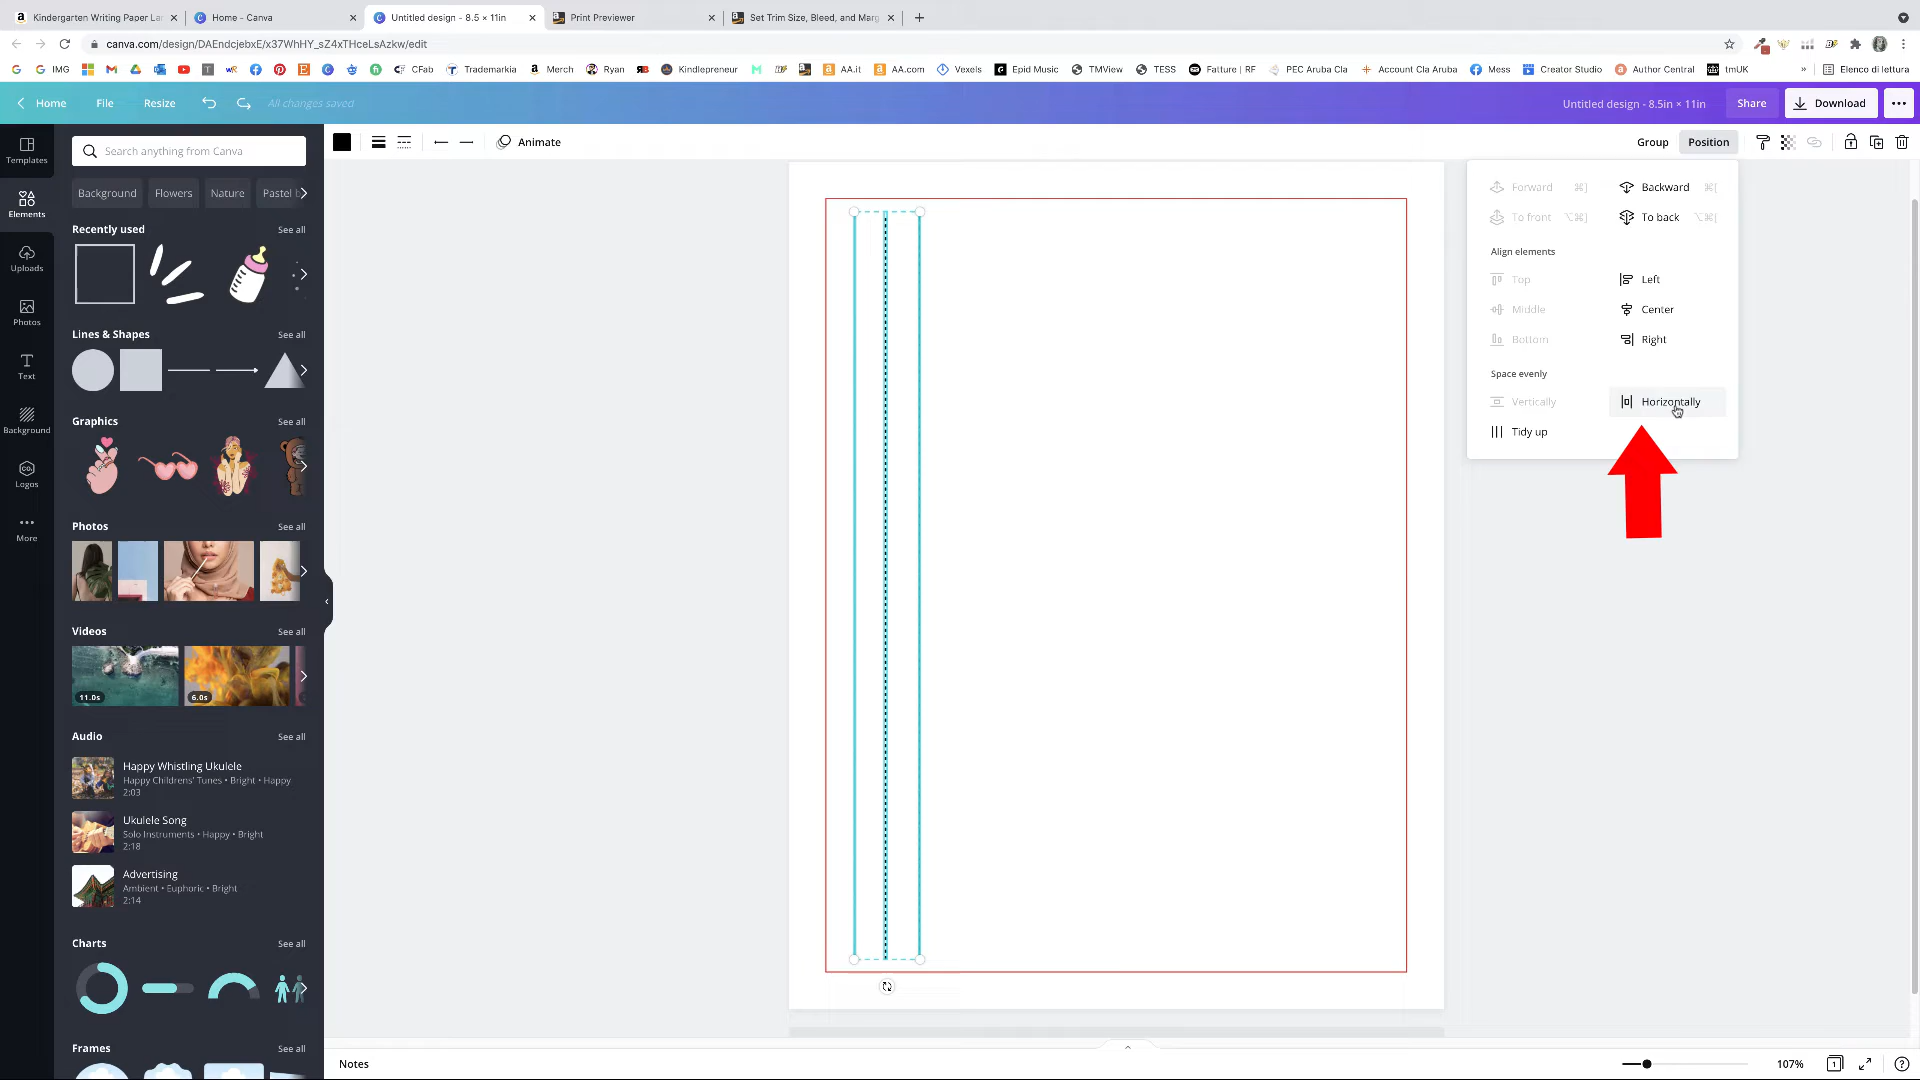 Kindergarten Writing Paper Lar
Home - Canva
Untitled design - 8.5 × 11in
Print Previewer
Set Trim Size, Bleed, and Marg
canva.com/design/DAEndcjebxE/x37WhHY_sZ4xTHceLsAzkw/edit
IMG
CFab
Trademarkia
Merch
Ryan
Kindlepreneur
AA.it
AA.com
Vexels
Epid Music
TMView
TESS
Fatture | RF
PEC Aruba Cla
Account Cla Aruba
Mess
Creator Studio
Author Central
tmUK
Elenco di lettura
Home
File
Resize
All changes saved
Untitled design - 8.5in × 11in
Share
Download
Templates
Elements
Uploads
Photos
Text
Background
Logos
More
Search anything from Canva
Background
Flowers
Nature
Pastel b
Recently used
See all
Lines & Shapes
See all
Graphics
See all
Photos
See all
Videos
See all
11.0s
6.0s
Audio
See all
Happy Whistling Ukulele
Happy Childrens' Tunes • Bright • Happy
2:03
Ukulele Song
Solo Instruments • Happy • Bright
2:18
Advertising
Ambient • Euphoric • Bright
2:14
Charts
See all
Frames
See all
Animate
Group
Position
Forward ⌘]
Backward ⌘[
To front ⌥⌘]
To back ⌥⌘[
Align elements
Top
Left
Middle
Center
Bottom
Right
Space evenly
Vertically
Horizontally
Tidy up
Notes
107%
1